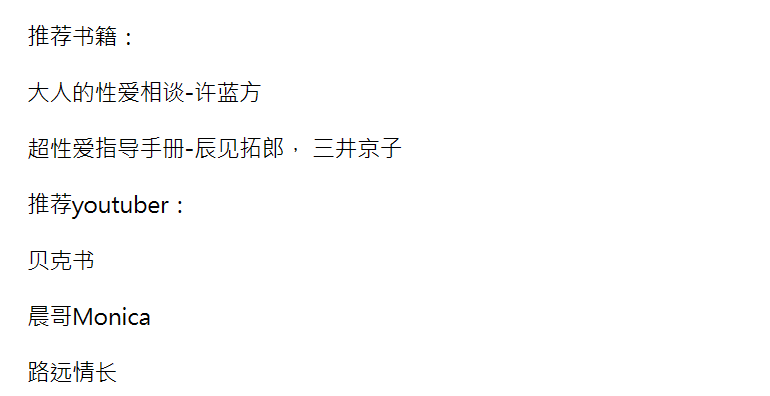 推荐书籍：
大人的性爱相谈-许蓝方
超性爱指导手册-辰见拓郎， 三井京子
推荐youtuber：
贝克书
晨哥Monica
路远情长